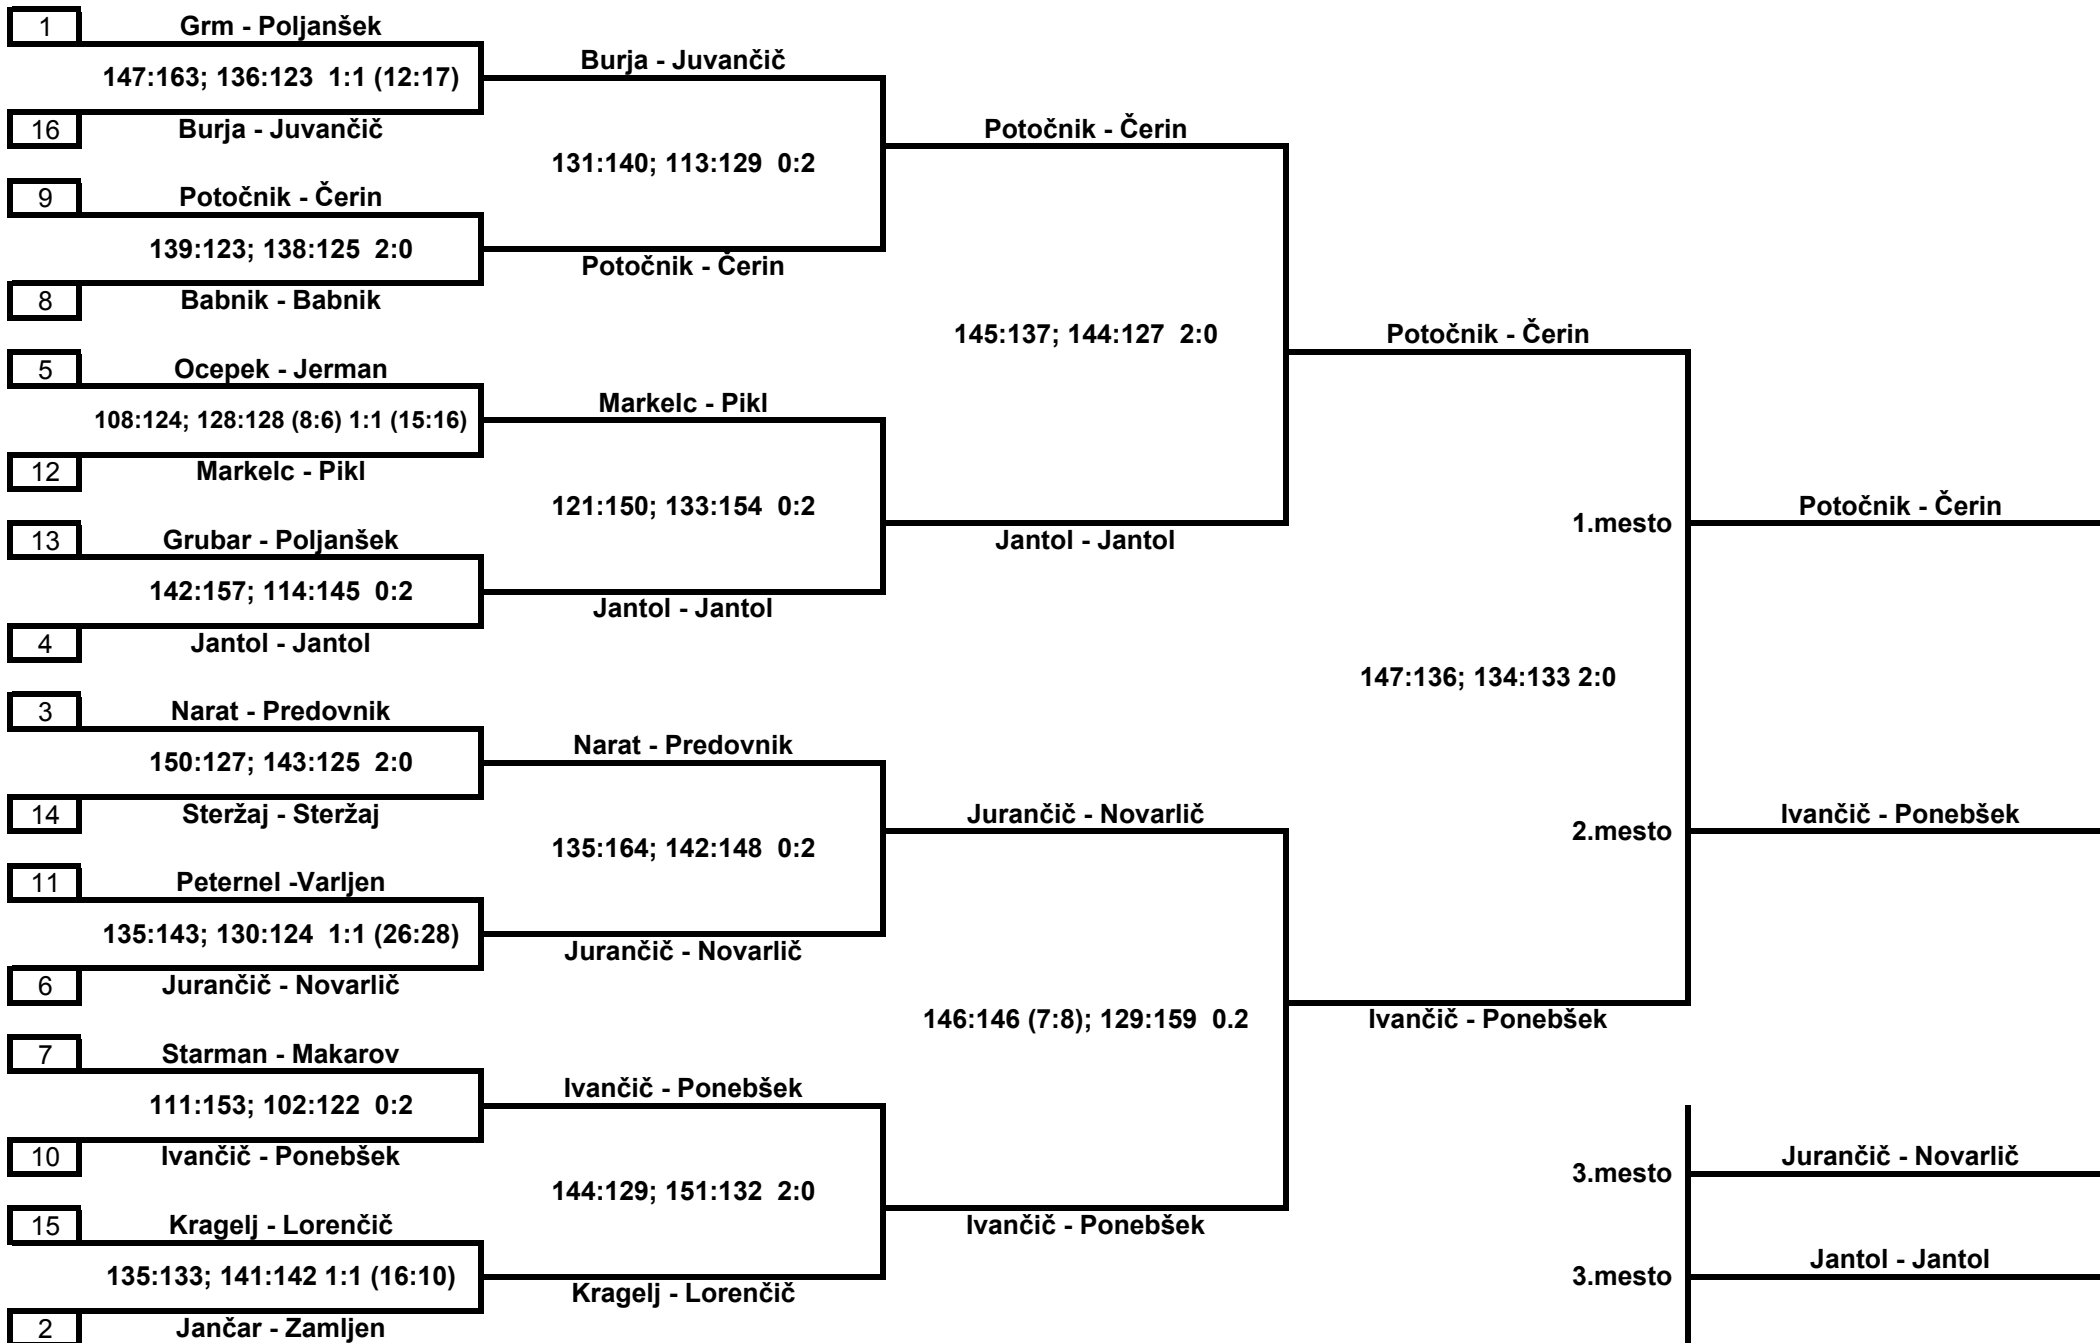 1
Grm - Poljanšek
147:163; 136:123  1:1 (12:17)
16
Burja - Juvančič
9
Potočnik - Čerin
139:123; 138:125  2:0
8
Babnik - Babnik
5
Ocepek - Jerman
108:124; 128:128 (8:6) 1:1 (15:16)
12
Markelc - Pikl
13
Grubar - Poljanšek
142:157; 114:145  0:2
4
Jantol - Jantol
3
Narat - Predovnik
150:127; 143:125  2:0
14
Steržaj - Steržaj
11
Peternel -Varljen
135:143; 130:124  1:1 (26:28)
6
Jurančič - Novarlič
7
Starman - Makarov
111:153; 102:122  0:2
10
Ivančič - Ponebšek
15
Kragelj - Lorenčič
135:133; 141:142 1:1 (16:10)
2
Jančar - Zamljen
Burja - Juvančič
131:140; 113:129  0:2
Potočnik - Čerin
Markelc - Pikl
121:150; 133:154  0:2
Jantol - Jantol
Narat - Predovnik
135:164; 142:148  0:2
Jurančič - Novarlič
Ivančič - Ponebšek
144:129; 151:132  2:0
Kragelj - Lorenčič
Potočnik - Čerin
145:137; 144:127  2:0
Jantol - Jantol
Jurančič - Novarlič
146:146 (7:8); 129:159  0.2
Ivančič - Ponebšek
Potočnik - Čerin
147:136; 134:133 2:0
Ivančič - Ponebšek
1.mesto
Potočnik - Čerin
2.mesto
Ivančič - Ponebšek
3.mesto
Jurančič - Novarlič
3.mesto
Jantol - Jantol